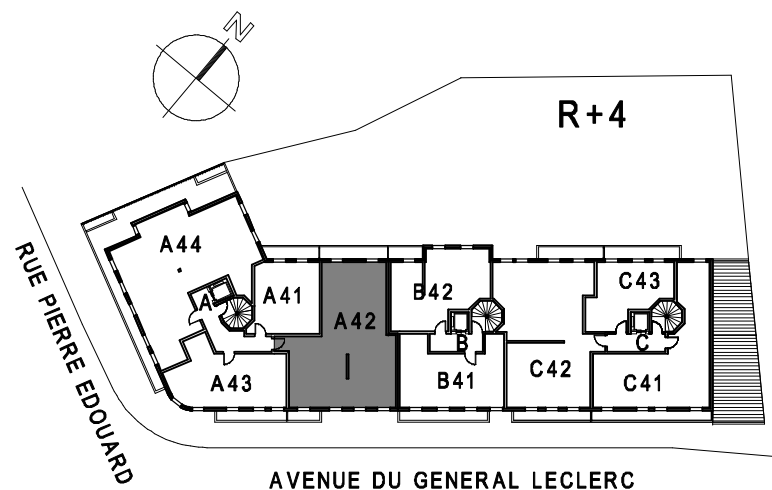 N
R+4
A44
A
A41
A42
B42
C43
B
C
A43
B41
C42
C41
RUE PIERRE EDOUARD
AVENUE DU GENERAL LECLERC